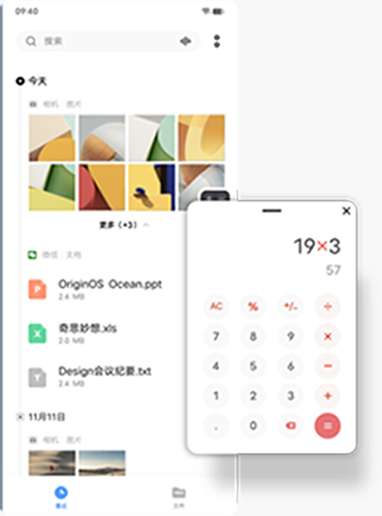 09:40
搜索
今天
相机 · 图片
更多 (+3)
微信 · 文档
OriginOS Ocean.ppt
2.4 MB
奇思妙想.xls
2.0 MB
Design会议纪要.txt
2.4 MB
11月11日
相机 · 图片
最近
文件
19×3
57
AC % +/- ÷
7 8 9 ×
4 5 6 −
1 2 3 +
. 0 =